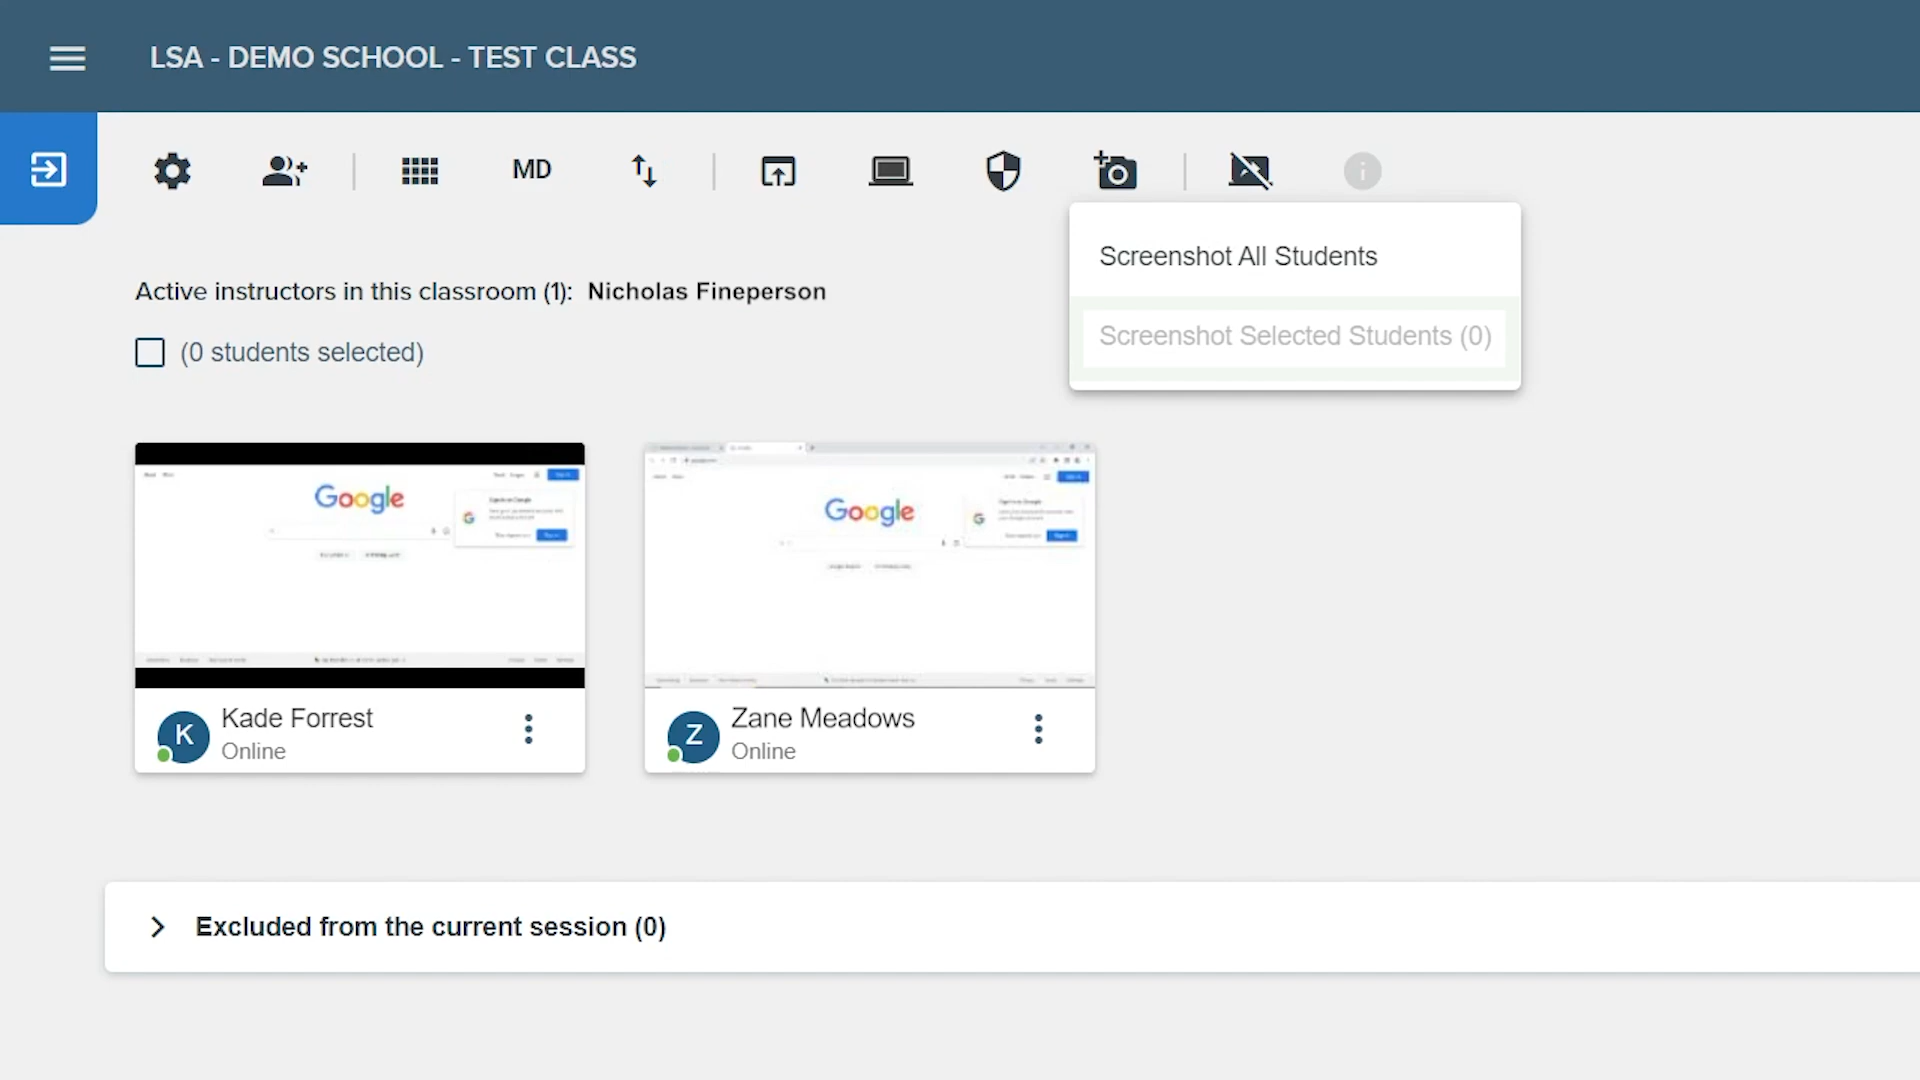 LSA - DEMO SCHOOL - TEST CLASS
MD
Screenshot All Students
Active instructors in this classroom (1): Nicholas Fineperson
Screenshot Selected Students (0)
(0 students selected)
Google
Google
K
Kade Forrest
Online
Z
Zane Meadows
Online
Excluded from the current session (0)